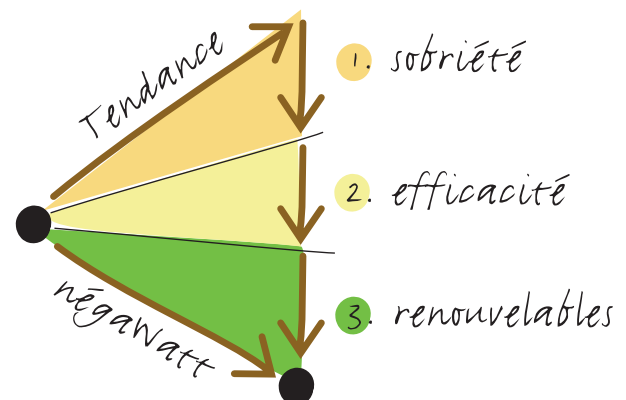 Tendance
1. sobriété
2. efficacité
3. renouvelables
négaWatt